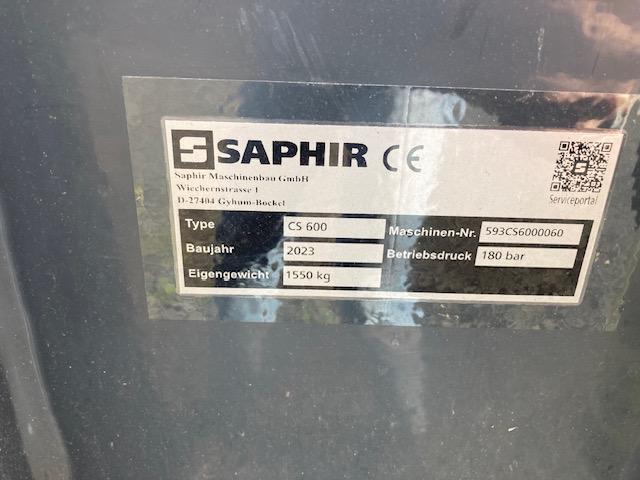 SAPHIR CE
Saphir Maschinenbau GmbH
Wiechernstrasse 1
D-27404 Gyhum-Bockel
Serviceportal
Type CS 600 Maschinen-Nr. 593CS6000060
Baujahr 2023 Betriebsdruck 180 bar
Eigengewicht 1550 kg